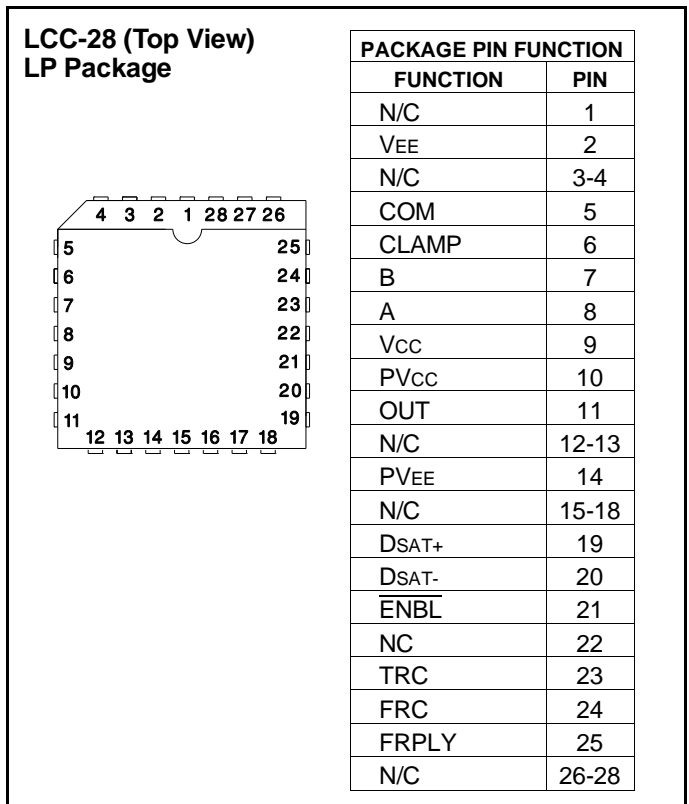 LCC-28 (Top View)
LP Package
4 3 2 1 28 27 26
5 25
6 24
7 23
8 22
9 21
10 20
11 19
12 13 14 15 16 17 18
PACKAGE PIN FUNCTION
FUNCTION PIN
N/C 1
VEE 2
N/C 3-4
COM 5
CLAMP 6
B 7
A 8
VCC 9
PVCC 10
OUT 11
N/C 12-13
PVEE 14
N/C 15-18
DSAT+ 19
DSAT- 20
E̅N̅B̅L̅ 21
NC 22
TRC 23
FRC 24
FRPLY 25
N/C 26-28